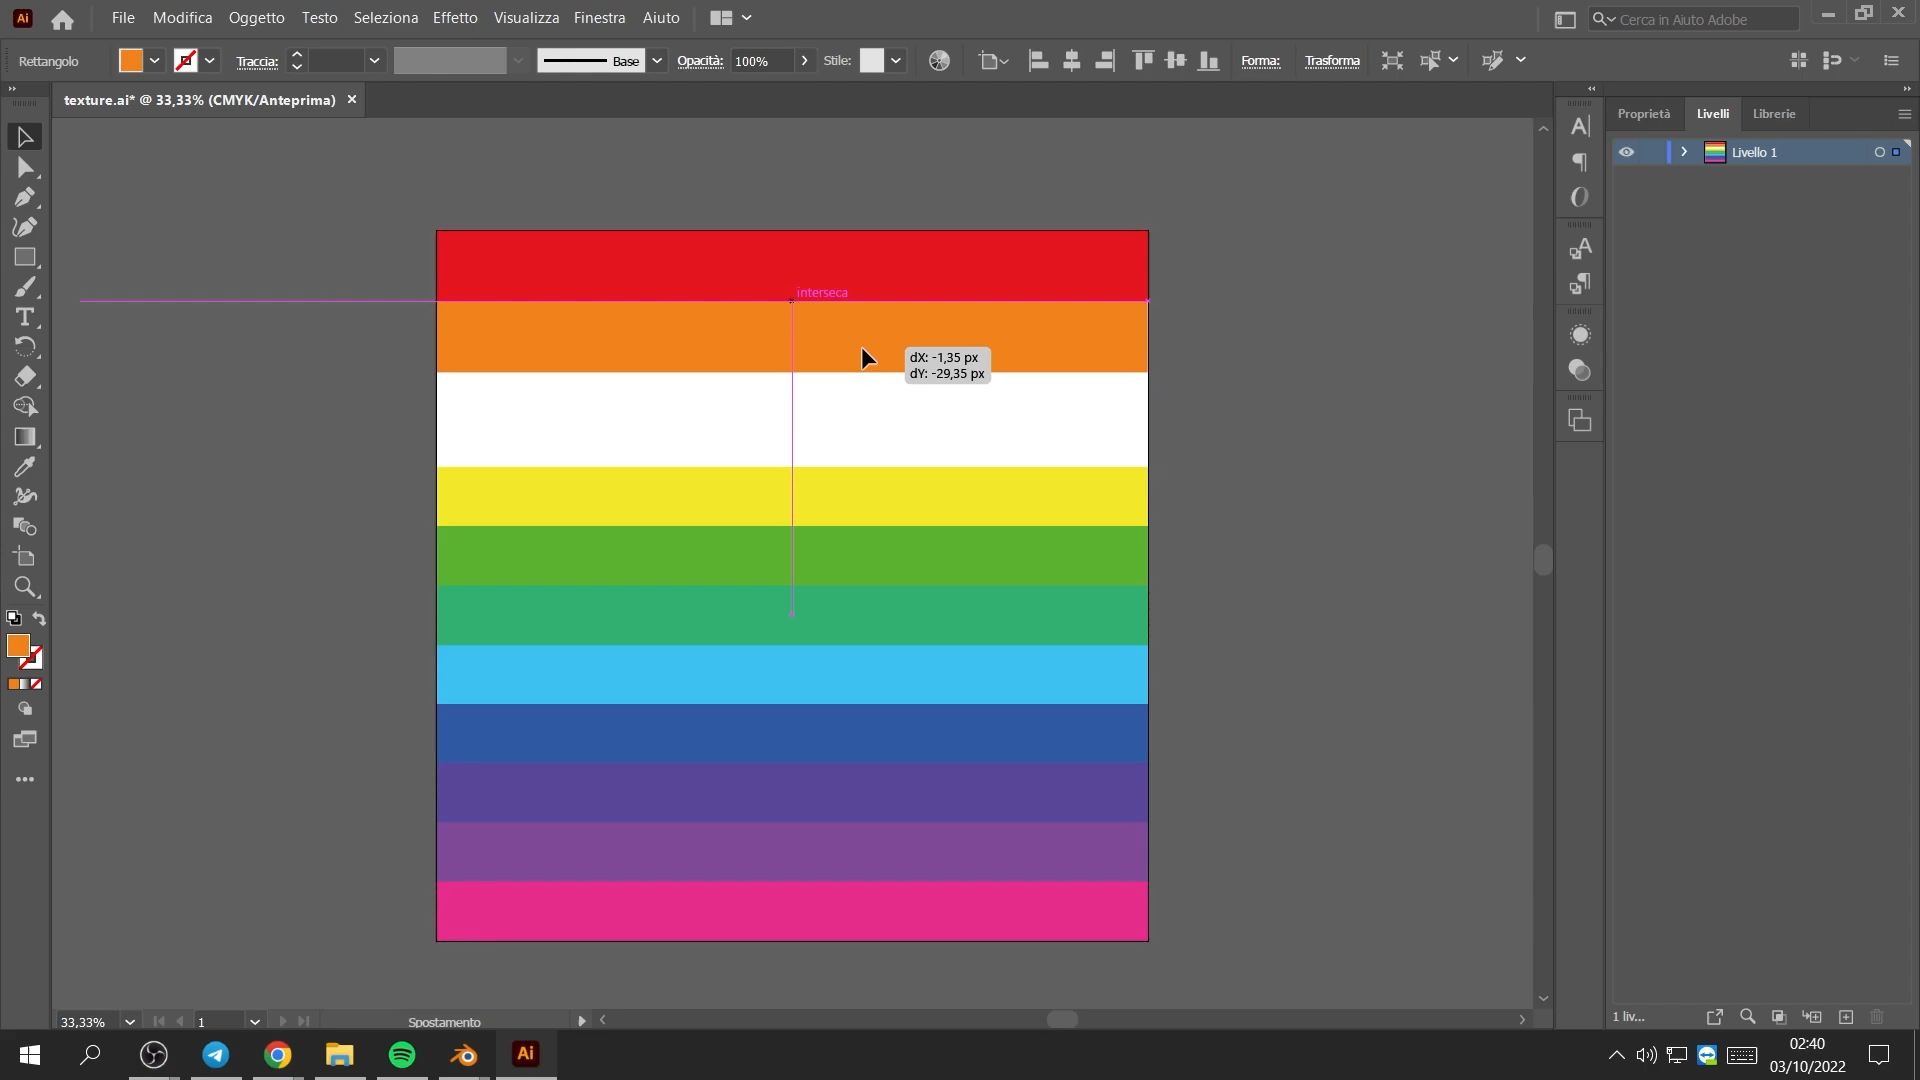 Ai File Modifica Oggetto Testo Seleziona Effetto Visualizza Finestra Aiuto Cerca in Aiuto Adobe
Rettangolo Traccia: Base Opacità: 100% Stile: Forma: Trasforma
texture.ai* @ 33,33% (CMYK/Anteprima)
Proprietà Livelli Librerie
Livello 1
interseca
dX: -1,35 px
dY: -29,35 px
33,33% 1 Spostamento
1 liv...
Ai
02:40
03/10/2022